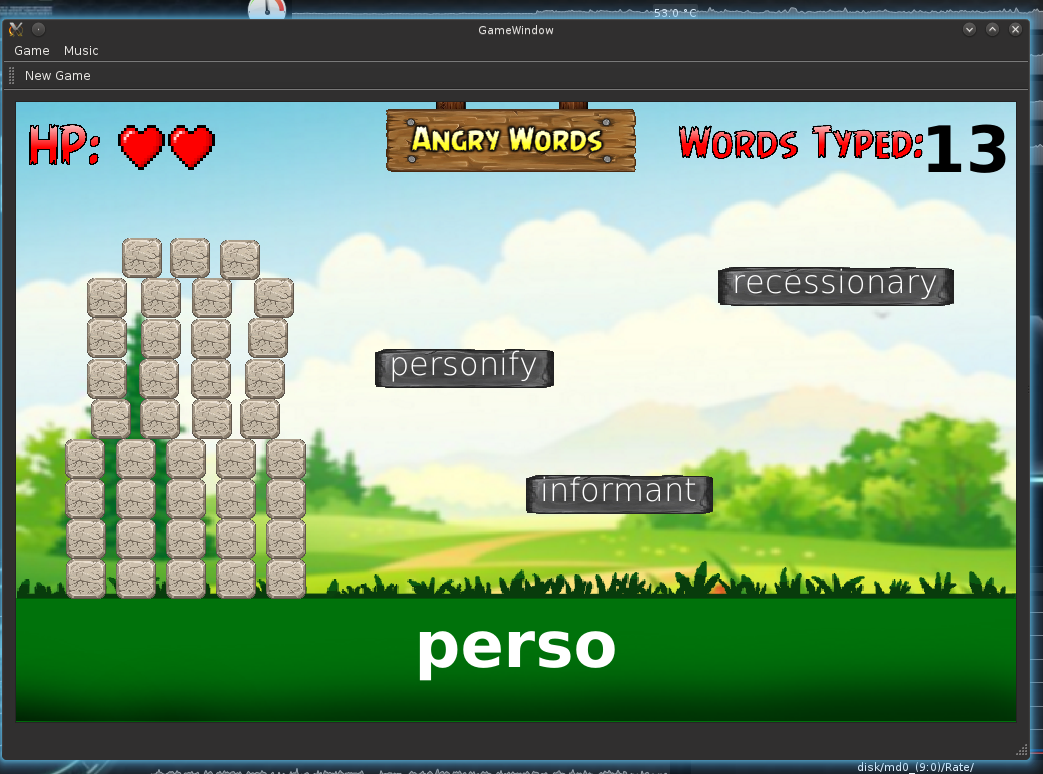 53.0 °C
GameWindow
Game Music
New Game
HP:
Angry Words
Words Typed: 13
recessionary
personify
informant
perso
disk/md0_(9:0)/Rate/